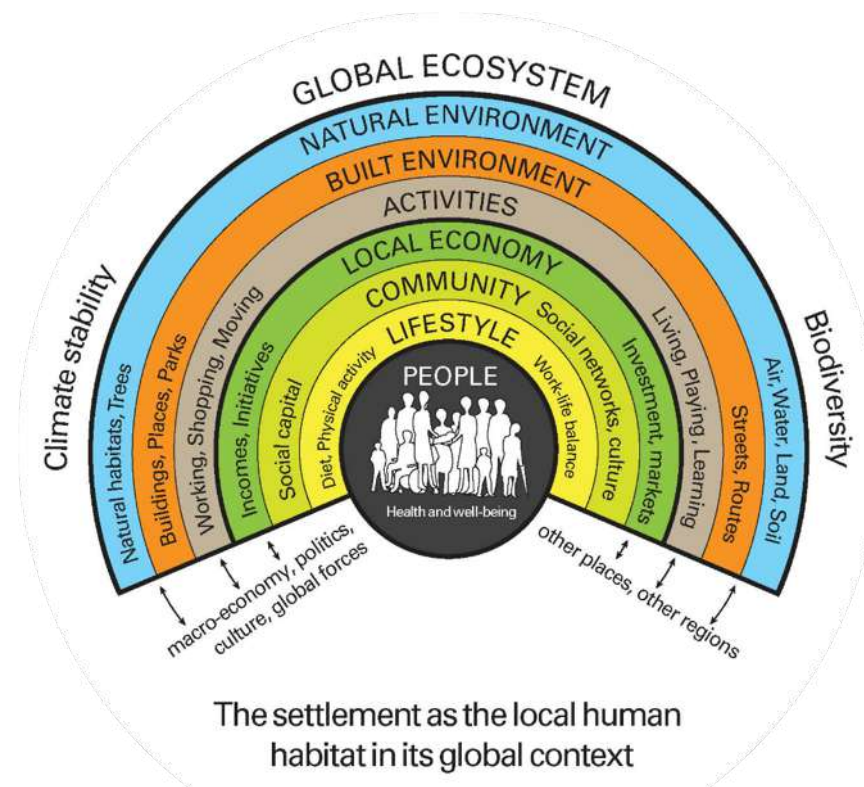 GLOBAL ECOSYSTEM
NATURAL ENVIRONMENT
BUILT ENVIRONMENT
ACTIVITIES
LOCAL ECONOMY
COMMUNITY
LIFESTYLE
PEOPLE
Health and well-being
Climate stability
Natural habitats, Trees
Buildings, Places, Parks
Working, Shopping, Moving
Incomes, Initiatives
Social capital
Diet, Physical activity
Work-life balance
Social networks, culture
Investment, markets
Living, Playing, Learning
Streets, Routes
Air, Water, Land, Soil
Biodiversity
macro-economy, politics,
culture, global forces
other places, other regions
The settlement as the local human
habitat in its global context